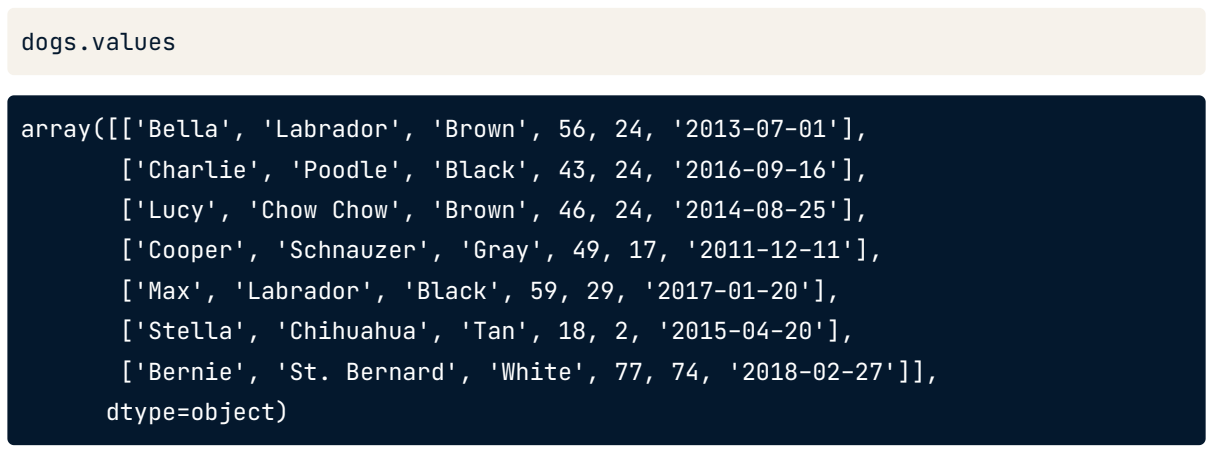 dogs.values
array([['Bella', 'Labrador', 'Brown', 56, 24, '2013-07-01'],
['Charlie', 'Poodle', 'Black', 43, 24, '2016-09-16'],
['Lucy', 'Chow Chow', 'Brown', 46, 24, '2014-08-25'],
['Cooper', 'Schnauzer', 'Gray', 49, 17, '2011-12-11'],
['Max', 'Labrador', 'Black', 59, 29, '2017-01-20'],
['Stella', 'Chihuahua', 'Tan', 18, 2, '2015-04-20'],
['Bernie', 'St. Bernard', 'White', 77, 74, '2018-02-27']],
dtype=object)